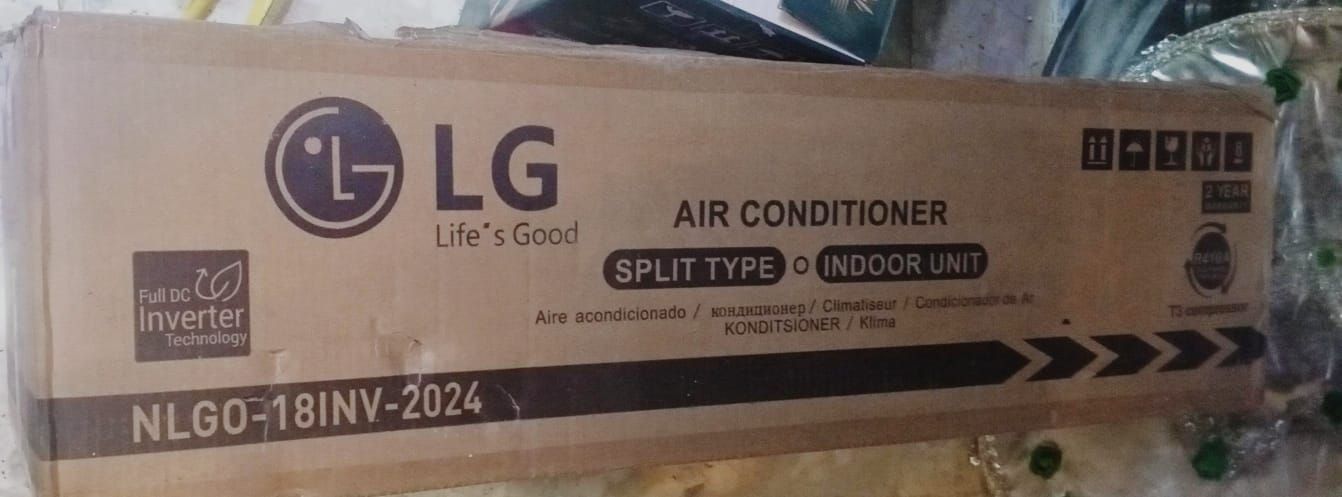 LG
Life's Good
AIR CONDITIONER
SPLIT TYPE O INDOOR UNIT
Aire acondicionado / кондиционер / Climatiseur / Condicionador de Ar
KONDITSIONER / Klima
Full DC
Inverter
Technology
NLGO-18INV-2024
2 YEAR
R410A
T3 compressor